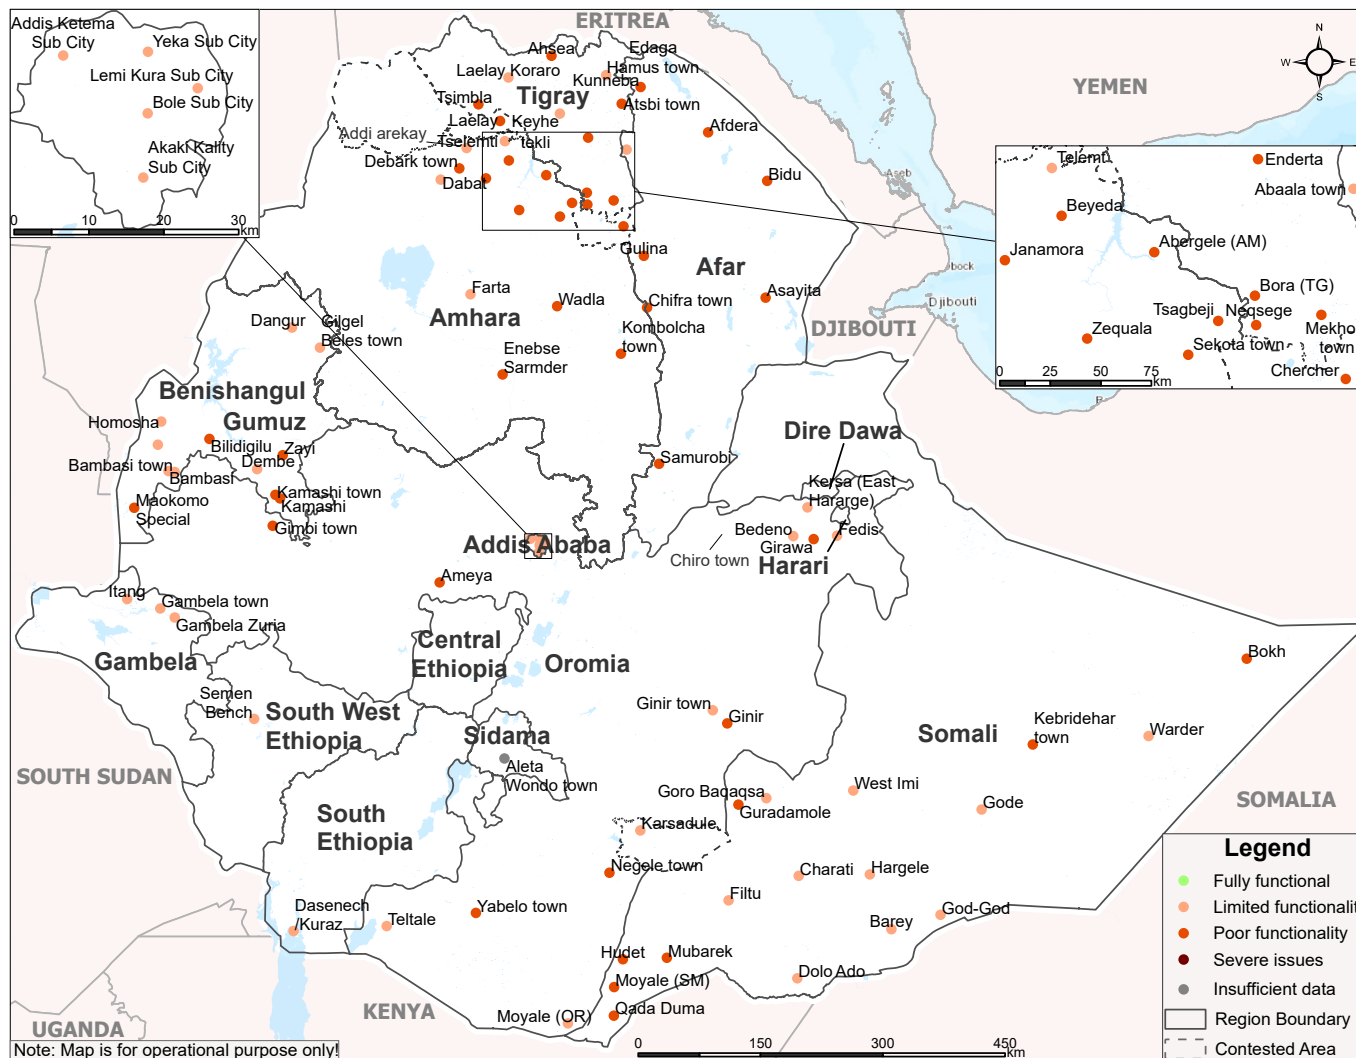 Addis Ketema
Sub City
Yeka Sub City
Lemi Kura Sub City
Bole Sub City
Akaki Kality
Sub City
0 10 20 30
km
ERITREA
YEMEN
N
W E
S
Ahsea
Edaga
Hamus town
Laelay Koraro
Kunneba
Tigray
Tsimbla
Atsbi town
Laelay
Keyhe
tekli
Addi arekay
Tselemti
Afdera
Debark town
Dabat
Bidu
Aseb
Telemt
Enderta
Abaala town
Beyeda
Janamora
Abergele (AM)
Bora (TG)
Tsagbeji
Neqsege
Mekho
town
Zequala
Sekota town
Chercher
0 25 50 75
km
Gulina
Afar
bock
Djibouti
DJIBOUTI
Farta
Wadla
Chifra town
Asayita
Amhara
Kombolcha
town
Dangur
Gilgel
Beles town
Enebse
Sarmder
Benishangul
Gumuz
Homosha
Bilidigilu
Zayi
Dembe
Bambasi town
Bambasi
Kamashi town
Kamashi
Maokomo
Special
Gimbi town
Samurobi
Dire Dawa
Kersa (East
Hararge)
Bedeno
Girawa
Fedis
Chiro town
Harari
Addis Ababa
Ameya
Itang
Gambela town
Gambela Zuria
Gambela
Central
Ethiopia
Oromia
Bokh
Semen
Bench
South West
Ethiopia
Sidama
Aleta
Wondo town
Ginir town
Ginir
Somali
Kebridehar
town
Warder
SOUTH SUDAN
South
Ethiopia
Goro Baqaqsa
Guradamole
West Imi
Gode
SOMALIA
Karsadule
Negele town
Charati
Hargele
Filtu
Dasenech
/Kuraz
Teltale
Yabelo town
God-God
Barey
Hudet
Mubarek
Dolo Ado
Moyale (SM)
Qada Duma
Moyale (OR)
KENYA
UGANDA
Note: Map is for operational purpose only!
0 150 300 450
km
Legend
Fully functional
Limited functionalit
Poor functionality
Severe issues
Insufficient data
Region Boundary
Contested Area